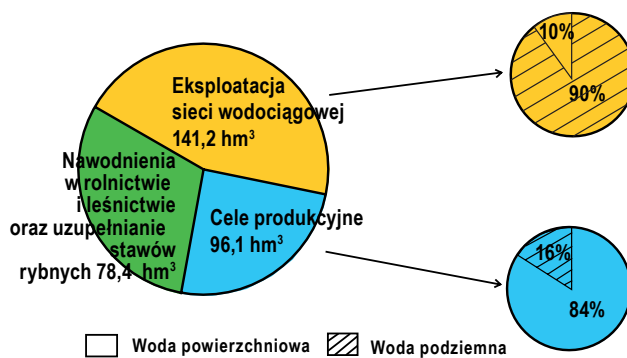 Eksploatacja
sieci wodociągowej
141,2 hm³
Nawodnienia
w rolnictwie
i leśnictwie
oraz uzupełnianie
stawów
rybnych 78,4 hm³
Cele produkcyjne
96,1 hm³
10%
90%
16%
84%
Woda powierzchniowa
Woda podziemna